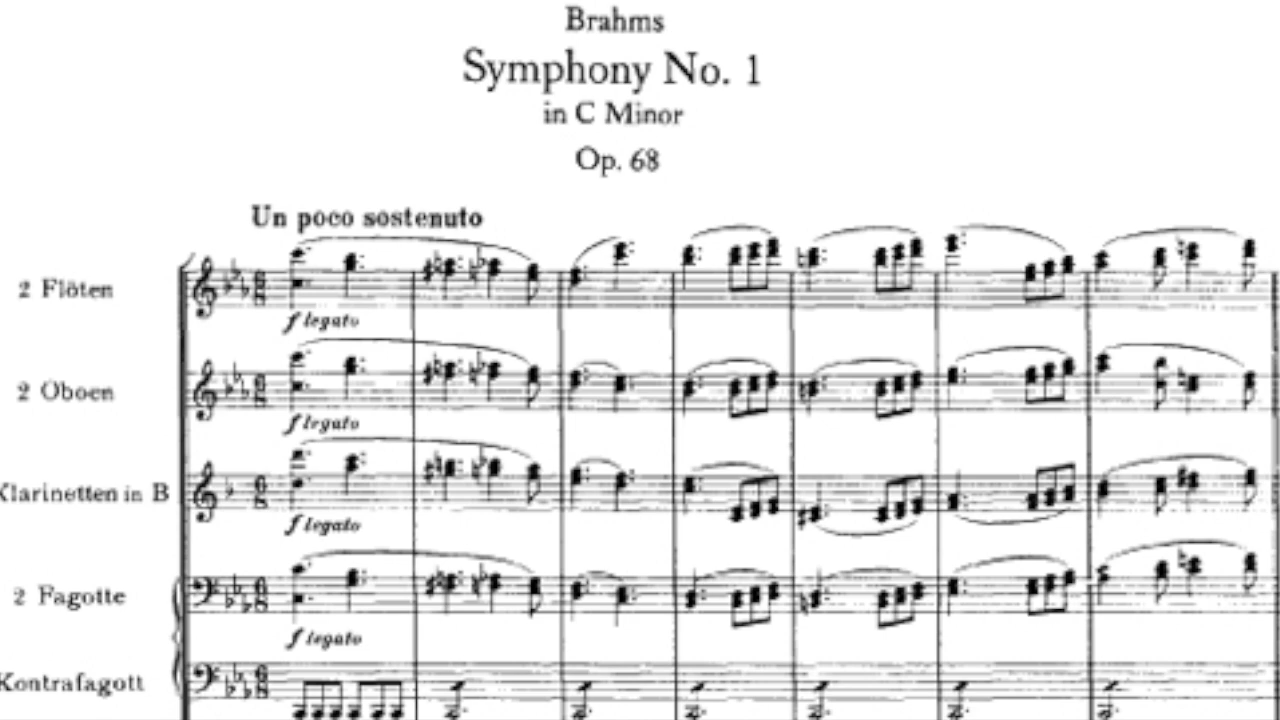 Brahms
Symphony No. 1
in C Minor
Op. 68
Un poco sostenuto
2 Flöten
f legato
2 Oboen
f legato
Klarinetten in B
f legato
2 Fagotte
f legato
Kontrafagott